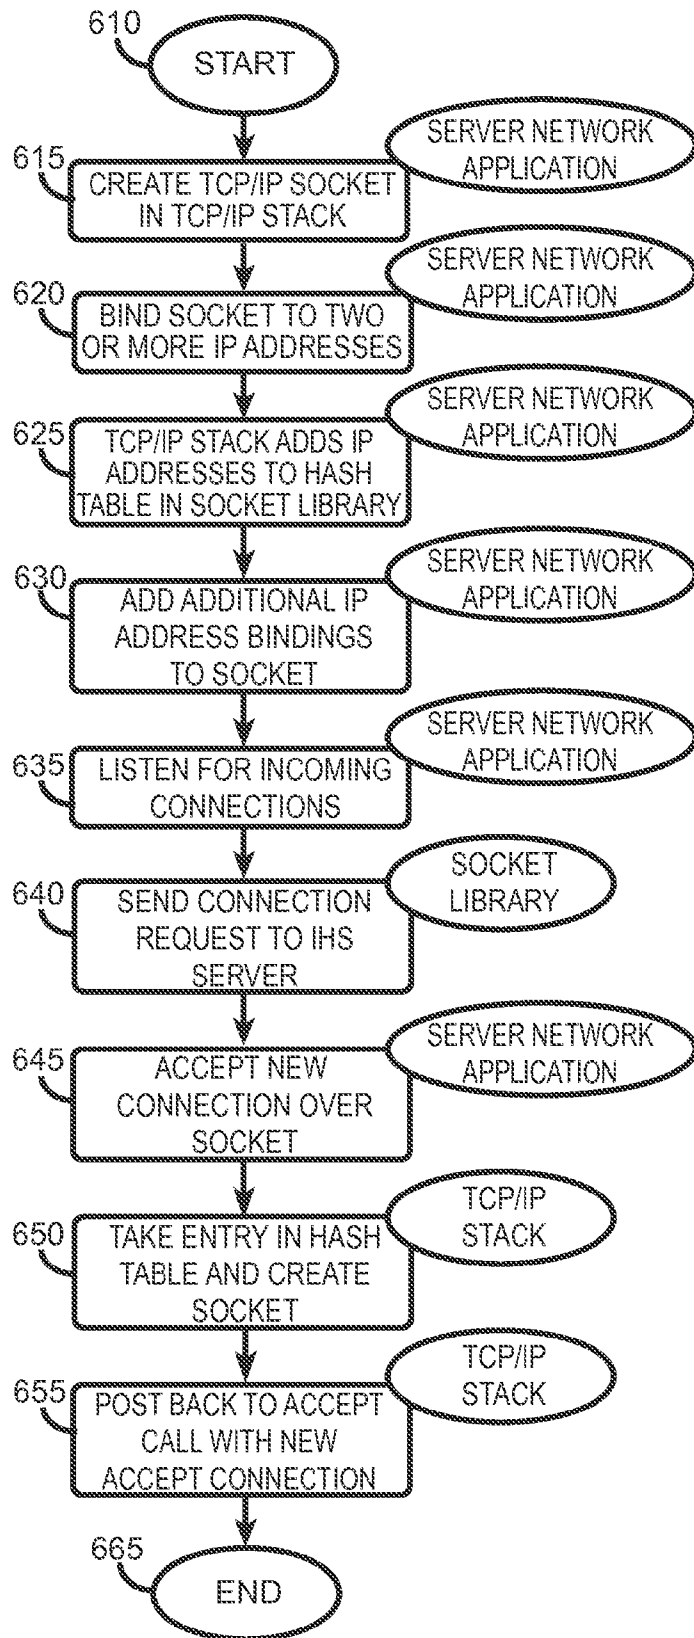 610
START
SERVER NETWORK
APPLICATION
615
CREATE TCP/IP SOCKET
IN TCP/IP STACK
SERVER NETWORK
APPLICATION
620
BIND SOCKET TO TWO
OR MORE IP ADDRESSES
SERVER NETWORK
APPLICATION
625
TCP/IP STACK ADDS IP
ADDRESSES TO HASH
TABLE IN SOCKET LIBRARY
SERVER NETWORK
APPLICATION
630
ADD ADDITIONAL IP
ADDRESS BINDINGS
TO SOCKET
SERVER NETWORK
APPLICATION
635
LISTEN FOR INCOMING
CONNECTIONS
SOCKET
LIBRARY
640
SEND CONNECTION
REQUEST TO IHS
SERVER
SERVER NETWORK
APPLICATION
645
ACCEPT NEW
CONNECTION OVER
SOCKET
TCP/IP
STACK
650
TAKE ENTRY IN HASH
TABLE AND CREATE
SOCKET
TCP/IP
STACK
655
POST BACK TO ACCEPT
CALL WITH NEW
ACCEPT CONNECTION
665
END